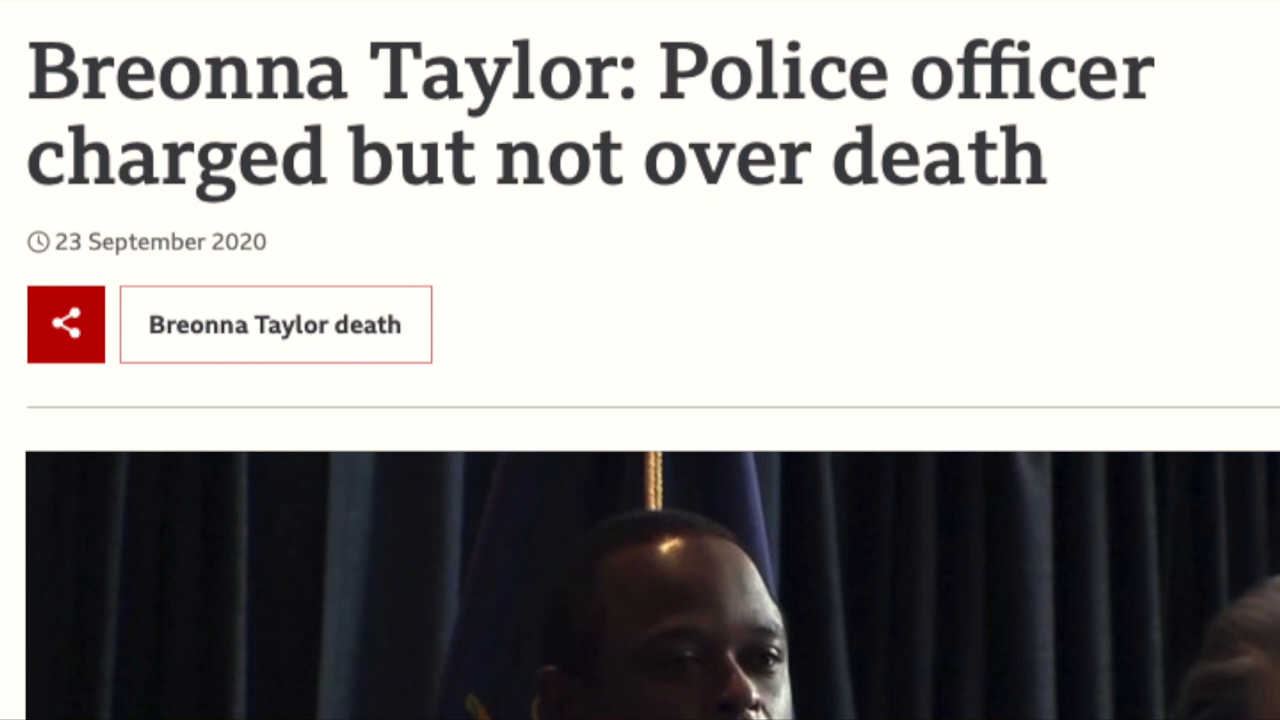 Breonna Taylor: Police officer
charged but not over death
23 September 2020
Breonna Taylor death